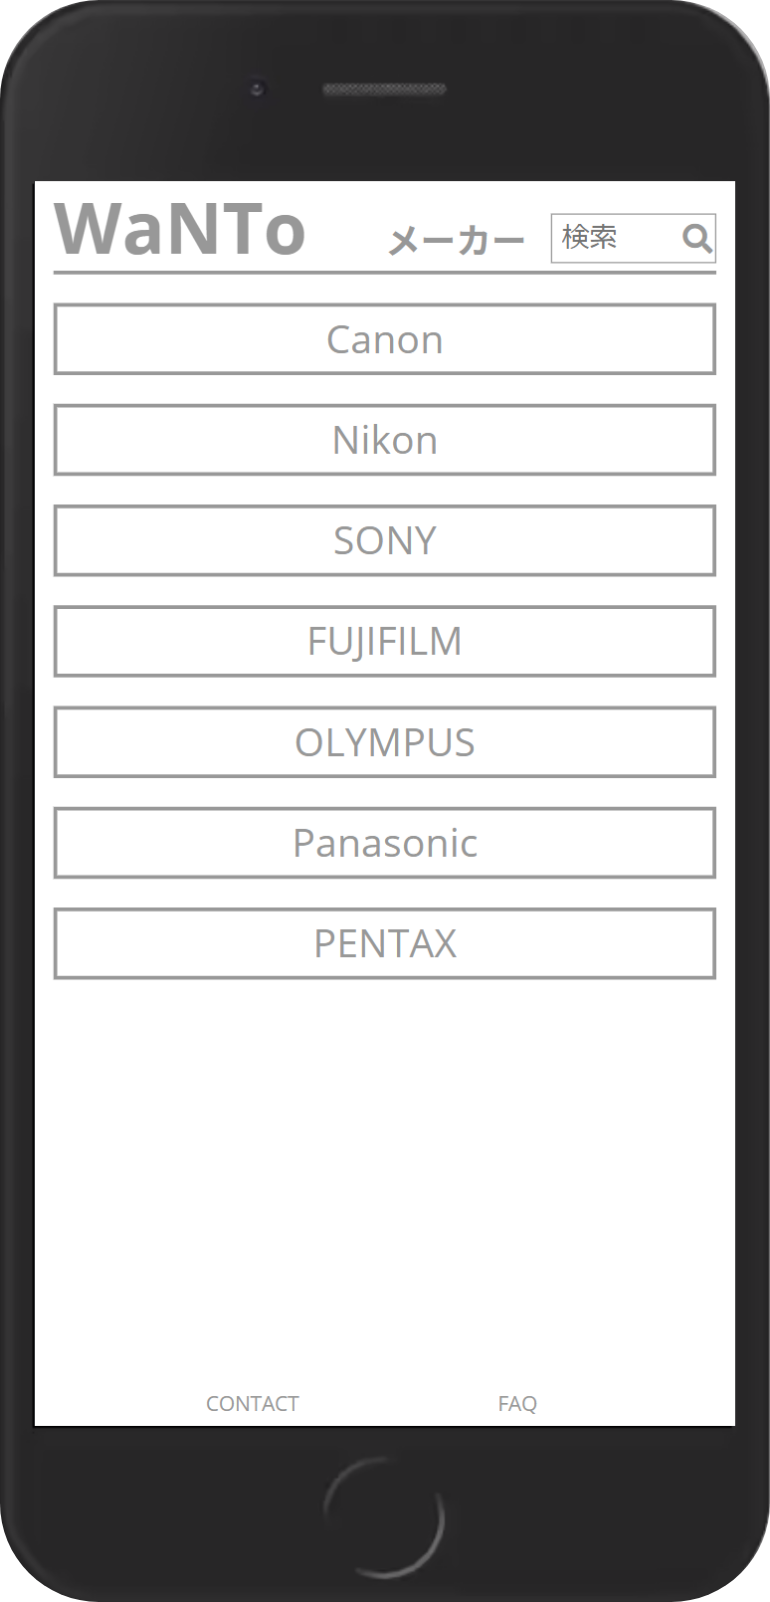 WaNTo メーカー 検索
Canon
Nikon
SONY
FUJIFILM
OLYMPUS
Panasonic
PENTAX
CONTACT FAQ